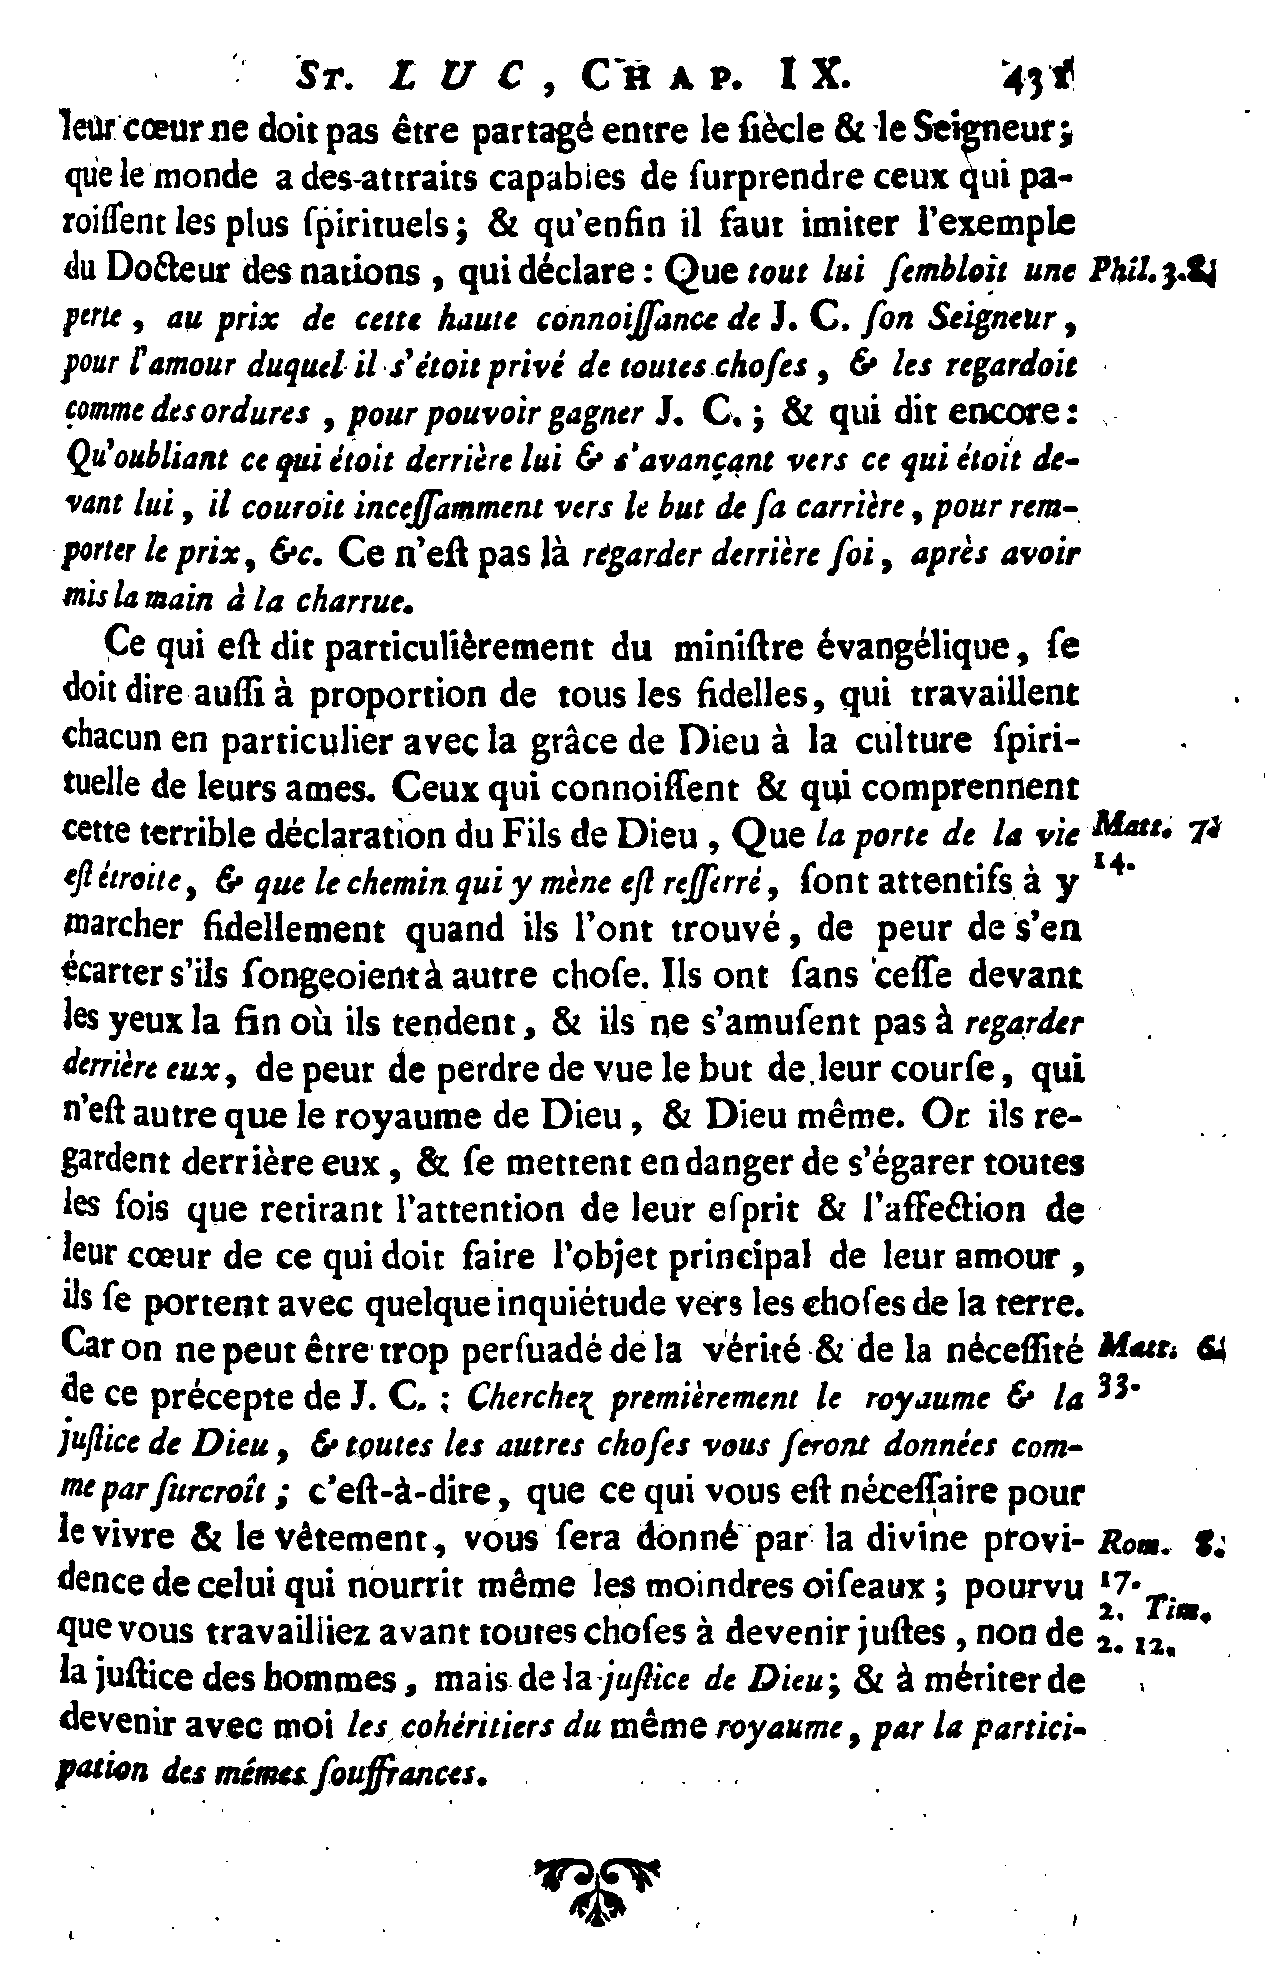 ST. LUC, CHAP. IX. 431
leur cœur ne doit pas être partagé entre le ſiècle & le Seigneur;
que le monde a des attraits capables de ſurprendre ceux qui pa-
roiſſent les plus ſpirituels; & qu'enfin il faut imiter l'exemple
du Docteur des nations, qui déclare: Que tout lui ſembloit une Phil. 3. 8.
perte, au prix de cette haute connoiſſance de J. C. ſon Seigneur,
pour l'amour duquel il s'étoit privé de toutes choſes, & les regardoit
comme des ordures, pour pouvoir gagner J. C.; & qui dit encore:
Qu'oubliant ce qui étoit derrière lui & s'avançant vers ce qui étoit de-
vant lui, il couroit inceſſamment vers le but de ſa carrière, pour rem-
porter le prix, &c. Ce n'eſt pas là regarder derrière ſoi, après avoir
mis la main à la charrue.
Ce qui eſt dit particulièrement du miniſtre évangélique, ſe
doit dire auſſi à proportion de tous les fidelles, qui travaillent
chacun en particulier avec la grâce de Dieu à la culture ſpiri-
tuelle de leurs ames. Ceux qui connoiſſent & qui comprennent
cette terrible déclaration du Fils de Dieu, Que la porte de la vie Matt. 7.
eſt étroite, & que le chemin qui y mène eſt reſſerré, ſont attentifs à y 14.
marcher fidellement quand ils l'ont trouvé, de peur de s'en
écarter s'ils ſongeoient à autre choſe. Ils ont ſans ceſſe devant
les yeux la fin où ils tendent, & ils ne s'amuſent pas à regarder
derrière eux, de peur de perdre de vue le but de leur courſe, qui
n'eſt autre que le royaume de Dieu, & Dieu même. Or ils re-
gardent derrière eux, & ſe mettent en danger de s'égarer toutes
les fois que retirant l'attention de leur eſprit & l'affection de
leur cœur de ce qui doit faire l'objet principal de leur amour,
ils ſe portent avec quelque inquiétude vers les choſes de la terre.
Car on ne peut être trop perſuadé de la vérité & de la néceſſité Matt. 6.
de ce précepte de J. C.: Cherchez premièrement le royaume & la 33.
juſtice de Dieu, & toutes les autres choſes vous ſeront données com-
me par ſurcroît; c'eſt-à-dire, que ce qui vous eſt néceſſaire pour
le vivre & le vêtement, vous ſera donné par la divine provi- Rom. 8.
dence de celui qui nourrit même les moindres oiſeaux; pourvu 17.
que vous travailliez avant toutes choſes à devenir juſtes, non de 2. Tim. 2. 12.
la juſtice des hommes, mais de la juſtice de Dieu; & à mériter de
devenir avec moi les cohéritiers du même royaume, par la partici-
pation des mêmes ſouffrances.